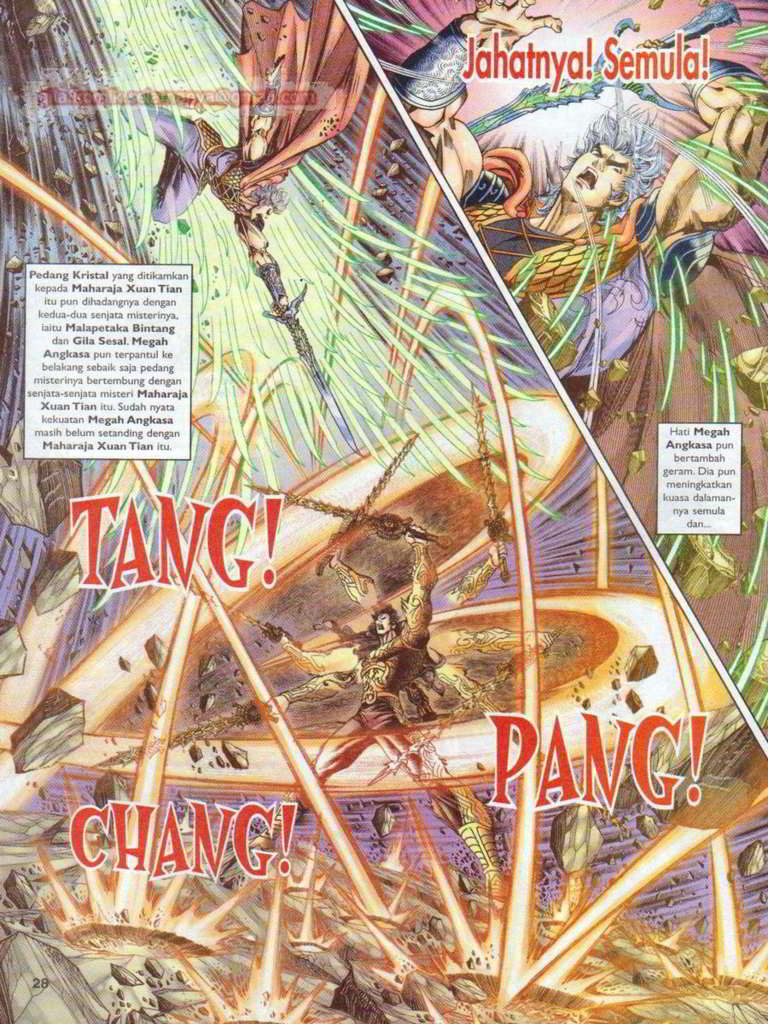 Jahatnya! Semula!
Pedang Kristal yang ditikamkan
kepada Maharaja Xuan Tian
itu pun dihadangnya dengan
kedua-dua senjata misterinya,
iaitu Malapetaka Bintang
dan Gila Sesal. Megah
Angkasa pun terpantul ke
belakang sebaik saja pedang
misterinya bertembung dengan
senjata-senjata misteri Maharaja
Xuan Tian itu. Sudah nyata
kekuatan Megah Angkasa
masih belum setanding dengan
Maharaja Xuan Tian itu.
Hati Megah
Angkasa pun
bertambah
geram. Dia pun
meningkatkan
kuasa dalaman-
nya semula
dan...
TANG!
PANG!
CHANG!
28